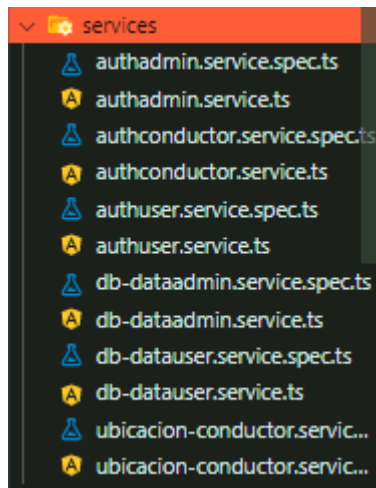 services
authadmin.service.spec.ts
authadmin.service.ts
authconductor.service.spec.ts
authconductor.service.ts
authuser.service.spec.ts
authuser.service.ts
db-dataadmin.service.spec.ts
db-dataadmin.service.ts
db-datauser.service.spec.ts
db-datauser.service.ts
ubicacion-conductor.servic...
ubicacion-conductor.servic...